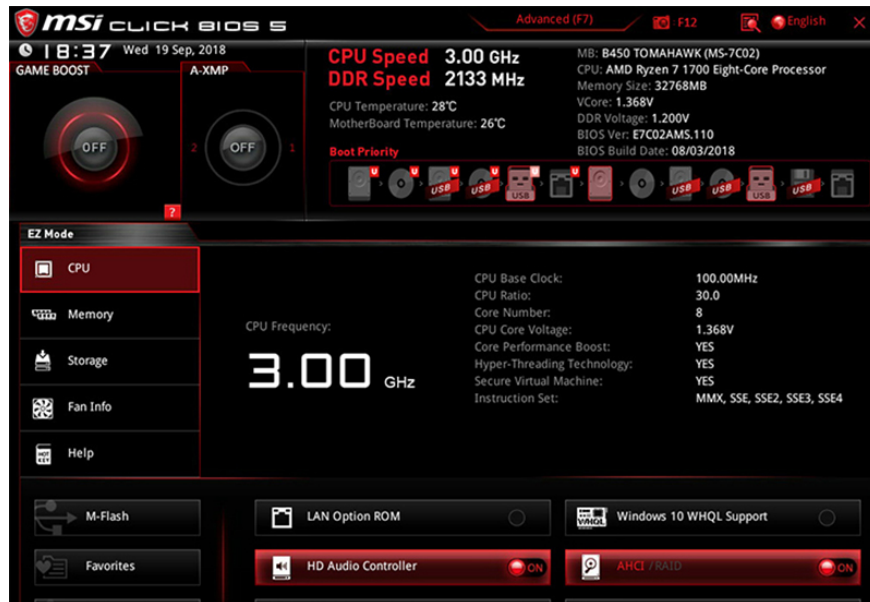 msi CLICK BIOS 5
Advanced (F7)
F12
English
18:37 Wed 19 Sep, 2018
GAME BOOST
A-XMP
OFF
2 OFF 1
?
CPU Speed 3.00 GHz
DDR Speed 2133 MHz
CPU Temperature: 28°C
MotherBoard Temperature: 26°C
MB: B450 TOMAHAWK (MS-7C02)
CPU: AMD Ryzen 7 1700 Eight-Core Processor
Memory Size: 32768MB
VCore: 1.368V
DDR Voltage: 1.200V
BIOS Ver: E7C02AMS.110
BIOS Build Date: 08/03/2018
Boot Priority
U U U USB U USB U USB U USB USB USB USB
EZ Mode
CPU
Memory
Storage
Fan Info
HOT KEY Help
CPU Frequency:
3.00 GHz
CPU Base Clock: 100.00MHz
CPU Ratio: 30.0
Core Number: 8
CPU Core Voltage: 1.368V
Core Performance Boost: YES
Hyper-Threading Technology: YES
Secure Virtual Machine: YES
Instruction Set: MMX, SSE, SSE2, SSE3, SSE4
M-Flash
Favorites
LAN Option ROM
WHQL Windows 10 WHQL Support
HD Audio Controller ON
AHCI /RAID ON